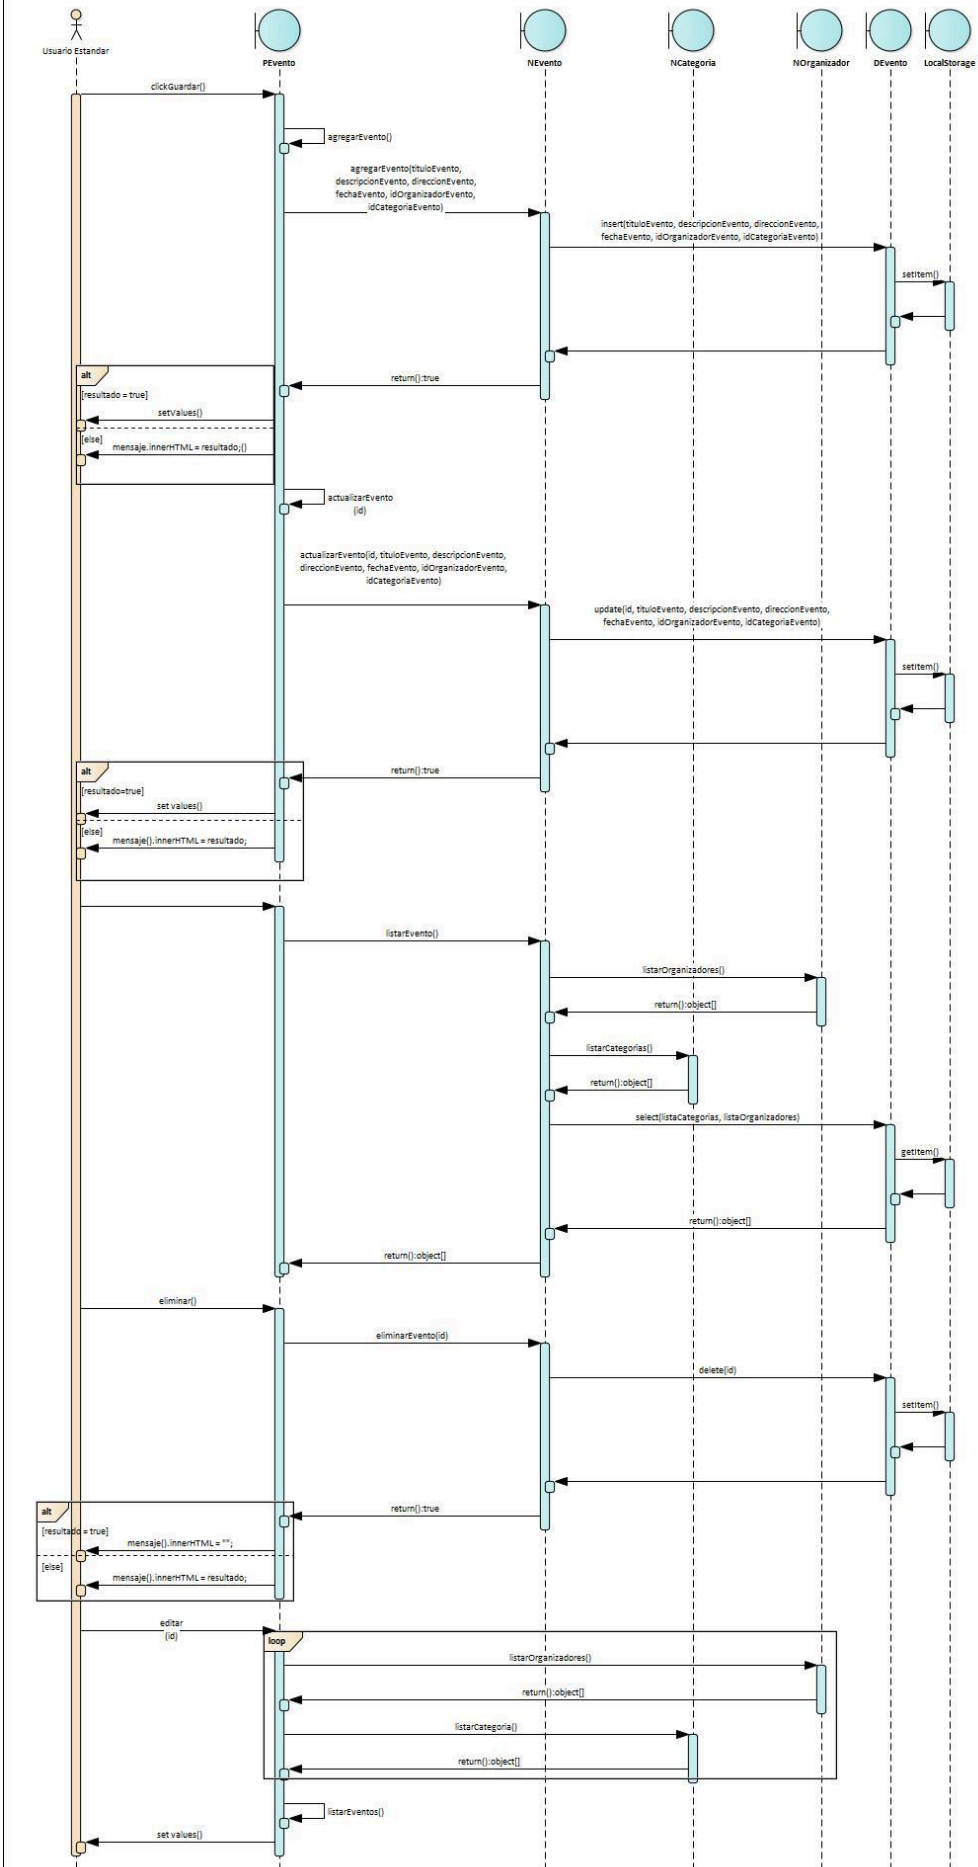 Usuario Estandar
PEvento
NEvento
NCategoria
NOrganizador
DEvento
LocalStorage
clickGuardar()
agregarEvento()
agregarEvento(tituloEvento,
descripcionEvento, direccionEvento,
fechaEvento, idOrganizadorEvento,
idCategoriaEvento)
insert(tituloEvento, descripcionEvento, direccionEvento,
fechaEvento, idOrganizadorEvento, idCategoriaEvento)
setItem()
alt
return():true
[resultado = true]
setValues()
[else]
mensaje.innerHTML = resultado;()
actualizarEvento
(id)
actualizarEvento(id, tituloEvento, descripcionEvento,
direccionEvento, fechaEvento, idOrganizadorEvento,
idCategoriaEvento)
update(id, tituloEvento, descripcionEvento, direccionEvento,
fechaEvento, idOrganizadorEvento, idCategoriaEvento)
setItem()
alt
return():true
[resultado=true]
set values()
[else]
mensaje().innerHTML = resultado;
listarEvento()
listarOrganizadores()
return():object[]
listarCategorias()
return():object[]
select(listaCategorias, listaOrganizadores)
getItem()
return():object[]
return():object[]
eliminar()
eliminarEvento(id)
delete(id)
setItem()
alt
return():true
[resultado = true]
mensaje().innerHTML = "";
[else]
mensaje().innerHTML = resultado;
editar
(id)
loop
listarOrganizadores()
return():object[]
listarCategoria()
return():object[]
listarEventos()
set values()